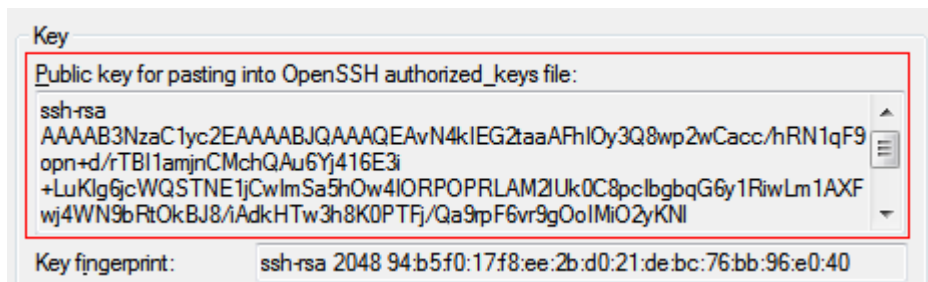 Key
Public key for pasting into OpenSSH authorized_keys file:
ssh-rsa
AAAAB3NzaC1yc2EAAAABJQAAAQEAvN4kIEG2taaAFhIOy3Q8wp2wCacc/hRN1qF9
opn+d/rTBI1amjnCMchQAu6Yj416E3i
+LuKIg6jcWQSTNE1jCwImSa5hOw4IORPOPRLAM2IUk0C8pcIbgbqG6y1RiwLm1AXF
wj4WN9bRtOkBJ8/iAdkHTw3h8K0PTFj/Qa9rpF6vr9gOoIMiO2yKNI
Key fingerprint:
ssh-rsa 2048 94:b5:f0:17:f8:ee:2b:d0:21:de:bc:76:bb:96:e0:40